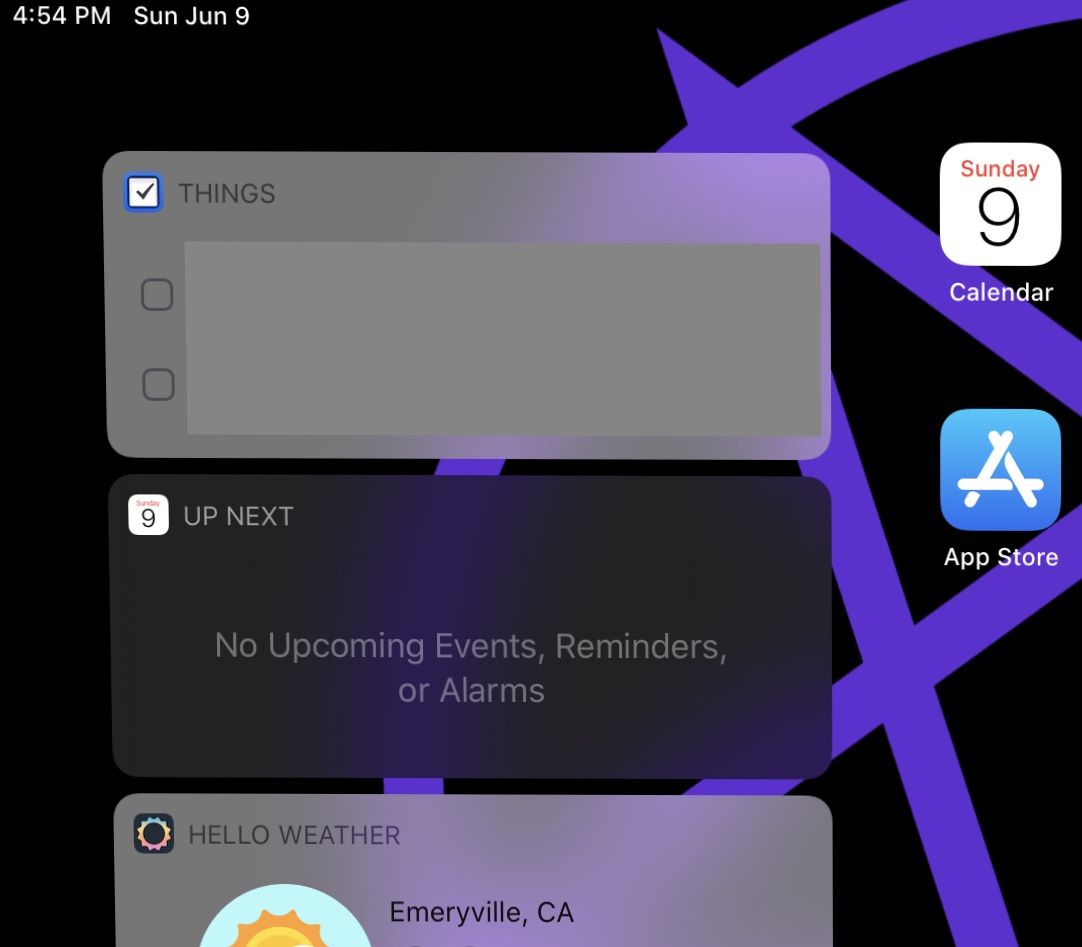 4:54 PM Sun Jun 9
THINGS
Sunday
9
Calendar
Sunday
9
UP NEXT
App Store
No Upcoming Events, Reminders,
or Alarms
HELLO WEATHER
Emeryville, CA